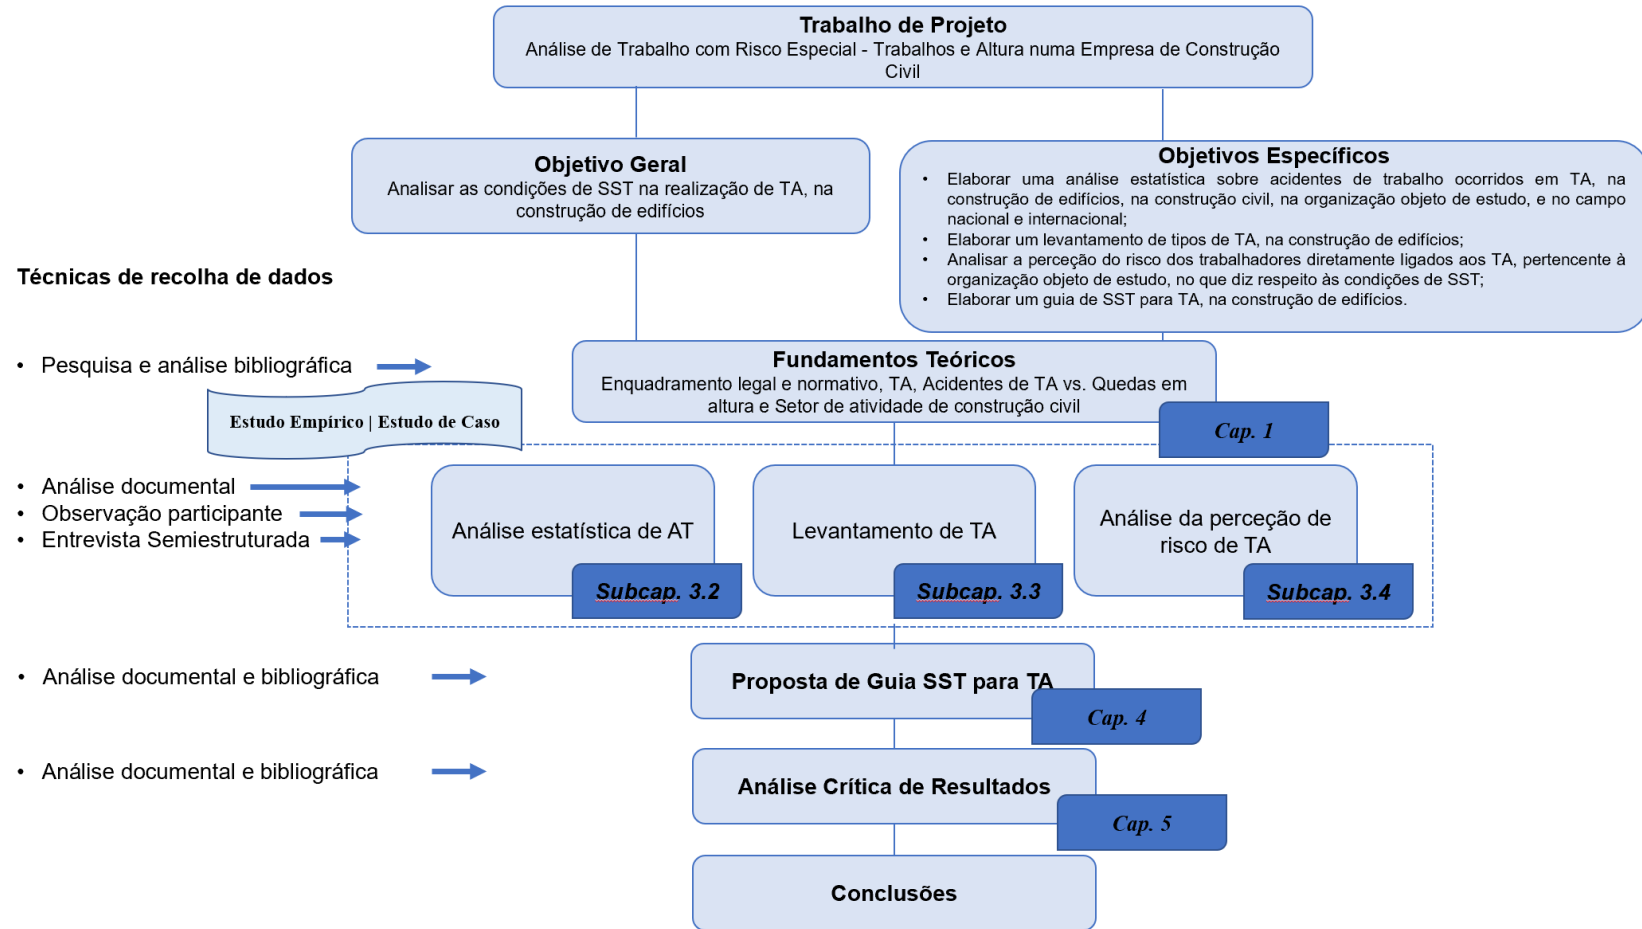 Trabalho de Projeto
Análise de Trabalho com Risco Especial - Trabalhos e Altura numa Empresa de Construção
Civil
Objetivo Geral
Analisar as condições de SST na realização de TA, na
construção de edifícios
Objetivos Específicos
• Elaborar uma análise estatística sobre acidentes de trabalho ocorridos em TA, na
construção de edifícios, na construção civil, na organização objeto de estudo, e no campo
nacional e internacional;
• Elaborar um levantamento de tipos de TA, na construção de edifícios;
• Analisar a perceção do risco dos trabalhadores diretamente ligados aos TA, pertencente à
organização objeto de estudo, no que diz respeito às condições de SST;
• Elaborar um guia de SST para TA, na construção de edifícios.
Técnicas de recolha de dados
• Pesquisa e análise bibliográfica
Fundamentos Teóricos
Enquadramento legal e normativo, TA, Acidentes de TA vs. Quedas em
altura e Setor de atividade de construção civil
Cap. 1
Estudo Empírico | Estudo de Caso
• Análise documental
• Observação participante
• Entrevista Semiestruturada
Análise estatística de AT
Subcap. 3.2
Levantamento de TA
Subcap. 3.3
Análise da perceção de
risco de TA
Subcap. 3.4
• Análise documental e bibliográfica
Proposta de Guia SST para TA
Cap. 4
• Análise documental e bibliográfica
Análise Crítica de Resultados
Cap. 5
Conclusões